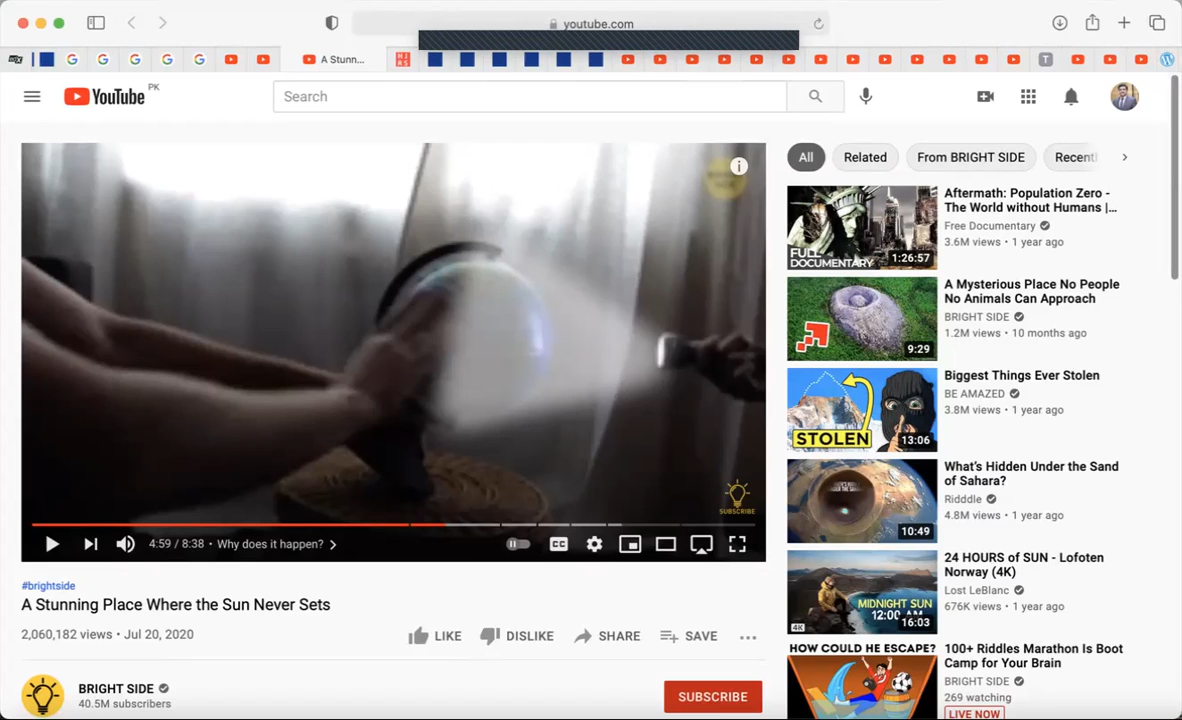 youtube.com
A Stunn...
T
YouTube PK
Search
All
Related
From BRIGHT SIDE
SUBSCRIBE
4:59 / 8:38 • Why does it happen?
CC
#brightside
A Stunning Place Where the Sun Never Sets
2,060,182 views • Jul 20, 2020
LIKE
DISLIKE
SHARE
SAVE
BRIGHT SIDE
40.5M subscribers
SUBSCRIBE
FULL
DOCUMENTARY
1:26:57
Aftermath: Population Zero -
The World without Humans |...
Free Documentary
3.6M views • 1 year ago
9:29
A Mysterious Place No People
No Animals Can Approach
BRIGHT SIDE
1.2M views • 10 months ago
STOLEN
13:06
Biggest Things Ever Stolen
BE AMAZED
3.8M views • 1 year ago
10:49
What's Hidden Under the Sand
of Sahara?
Ridddle
4.8M views • 1 year ago
MIDNIGHT SUN
12:00 AM
4K
16:03
24 HOURS of SUN - Lofoten
Norway (4K)
Lost LeBlanc
676K views • 1 year ago
HOW COULD HE ESCAPE?
100+ Riddles Marathon Is Boot
Camp for Your Brain
BRIGHT SIDE
269 watching
LIVE NOW